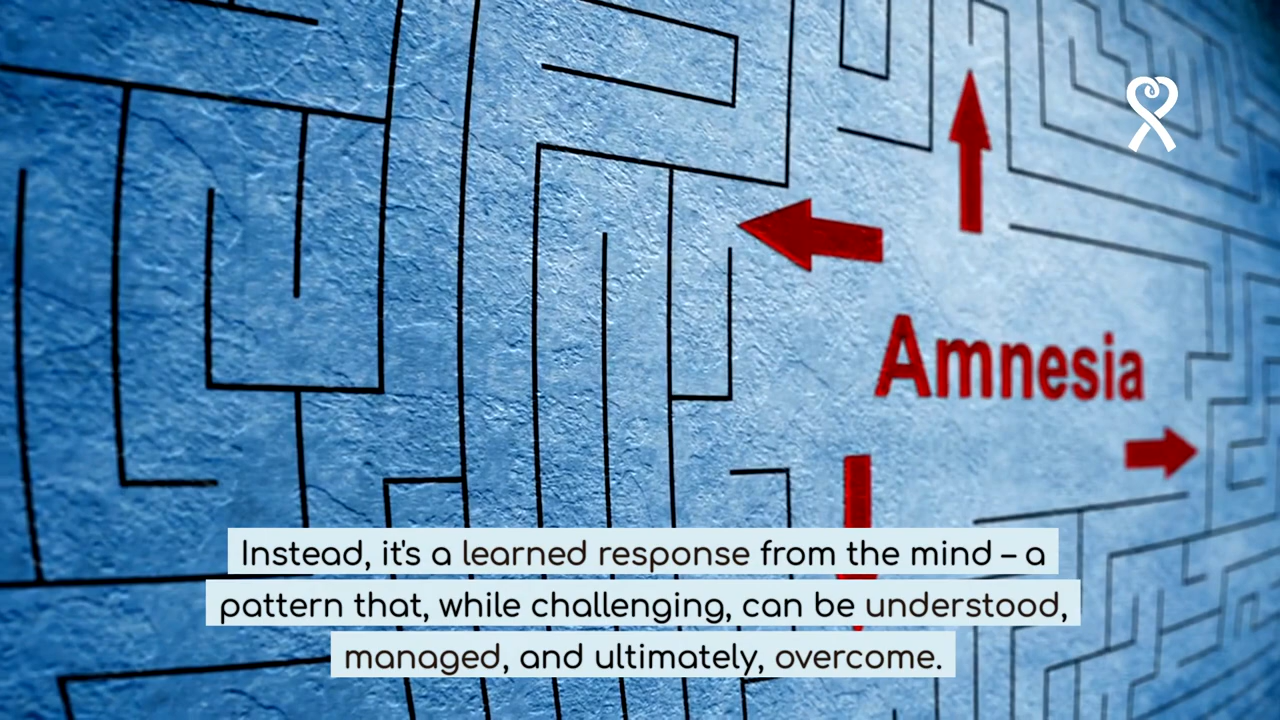 Amnesia
Instead, it's a learned response from the mind – a
pattern that, while challenging, can be understood,
managed, and ultimately, overcome.